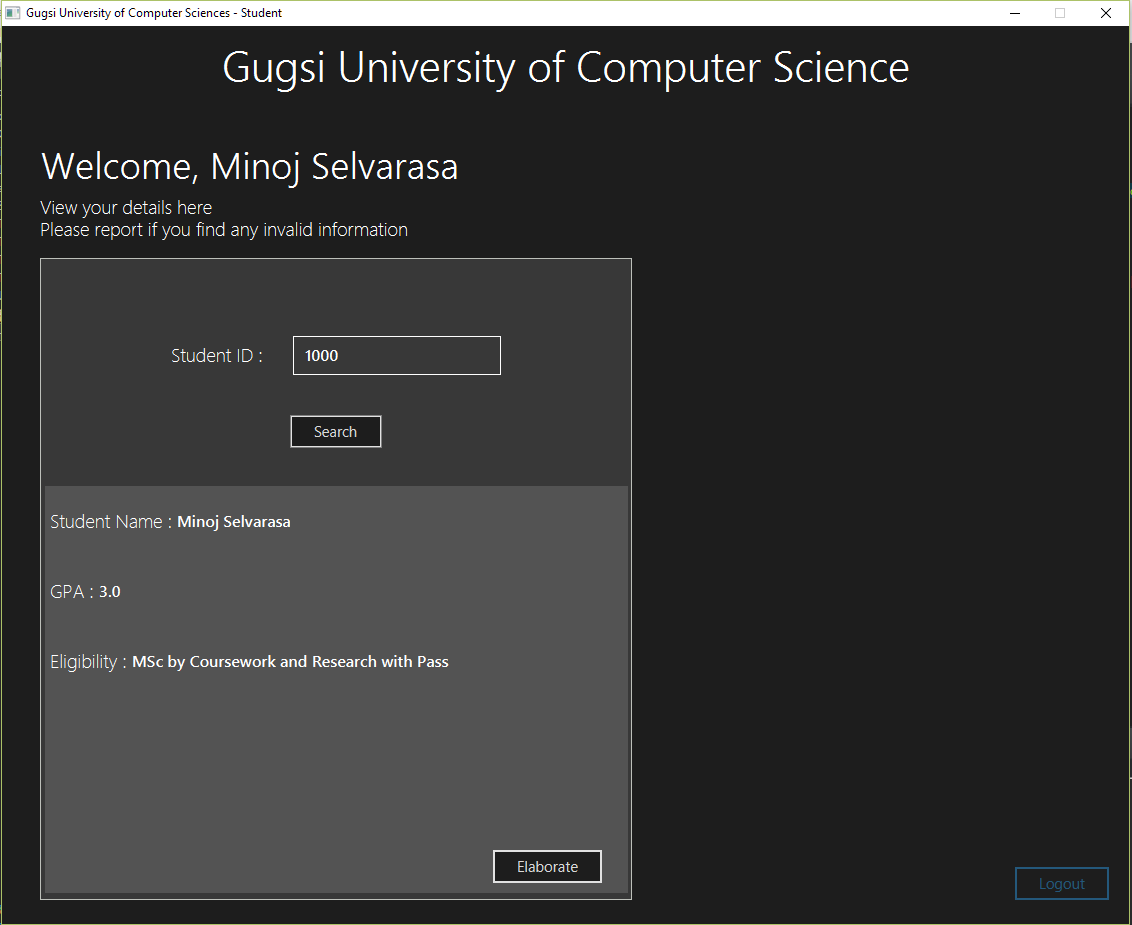 Gugsi University of Computer Sciences - Student
Gugsi University of Computer Science
Welcome, Minoj Selvarasa
View your details here
Please report if you find any invalid information
Student ID : 1000
Search
Student Name : Minoj Selvarasa
GPA : 3.0
Eligibility : MSc by Coursework and Research with Pass
Elaborate
Logout